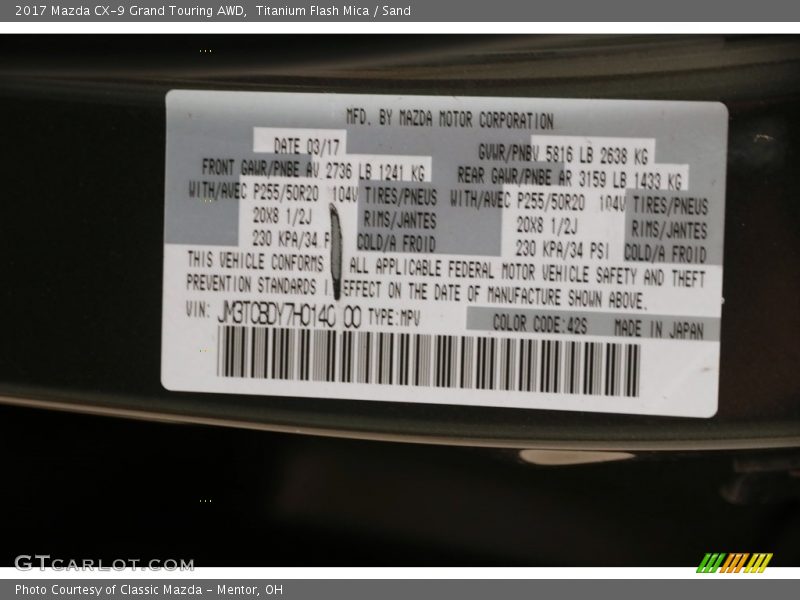 2017 Mazda CX-9 Grand Touring AWD, Titanium Flash Mica / Sand
MFD. BY MAZDA MOTOR CORPORATION
DATE 03/17 GVWR/PNBV 5816 LB 2638 KG
FRONT GAWR/PNBE AV 2736 LB 1241 KG REAR GAWR/PNBE AR 3159 LB 1433 KG
WITH/AVEC P255/50R20 104V TIRES/PNEUS WITH/AVEC P255/50R20 104V TIRES/PNEUS
20X8 1/2J RIMS/JANTES 20X8 1/2J RIMS/JANTES
230 KPA/34 P COLD/A FROID 230 KPA/34 PSI COLD/A FROID
THIS VEHICLE CONFORMS ALL APPLICABLE FEDERAL MOTOR VEHICLE SAFETY AND THEFT
PREVENTION STANDARDS I EFFECT ON THE DATE OF MANUFACTURE SHOWN ABOVE.
VIN: TYPE:MPV COLOR CODE:42S MADE IN JAPAN
GTCARLOT.COM
Photo Courtesy of Classic Mazda - Mentor, OH